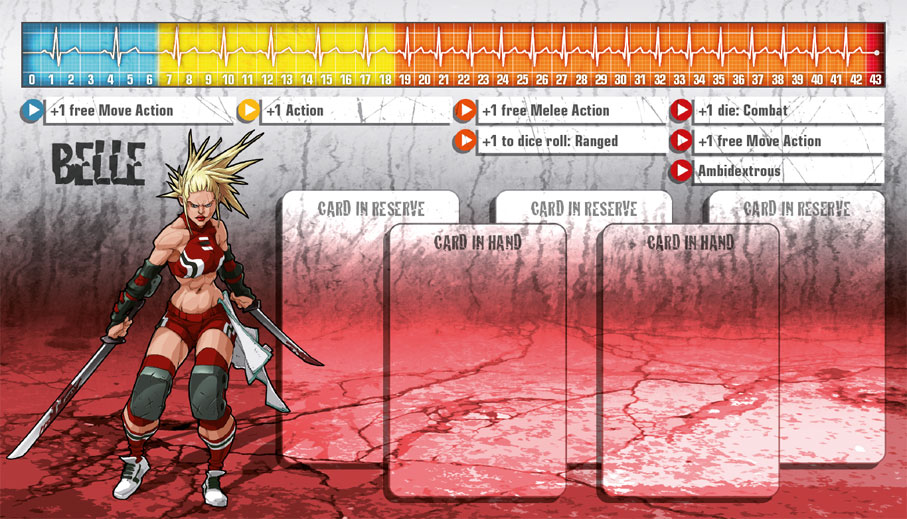 0 1 2 3 4 5 6 7 8 9 10 11 12 13 14 15 16 17 18 19 20 21 22 23 24 25 26 27 28 29 30 31 32 33 34 35 36 37 38 39 40 41 42 43
+1 free Move Action +1 Action +1 free Melee Action +1 die: Combat
+1 to dice roll: Ranged +1 free Move Action
BELLE Ambidextrous
CARD IN RESERVE CARD IN RESERVE CARD IN RESERVE
CARD IN HAND CARD IN HAND